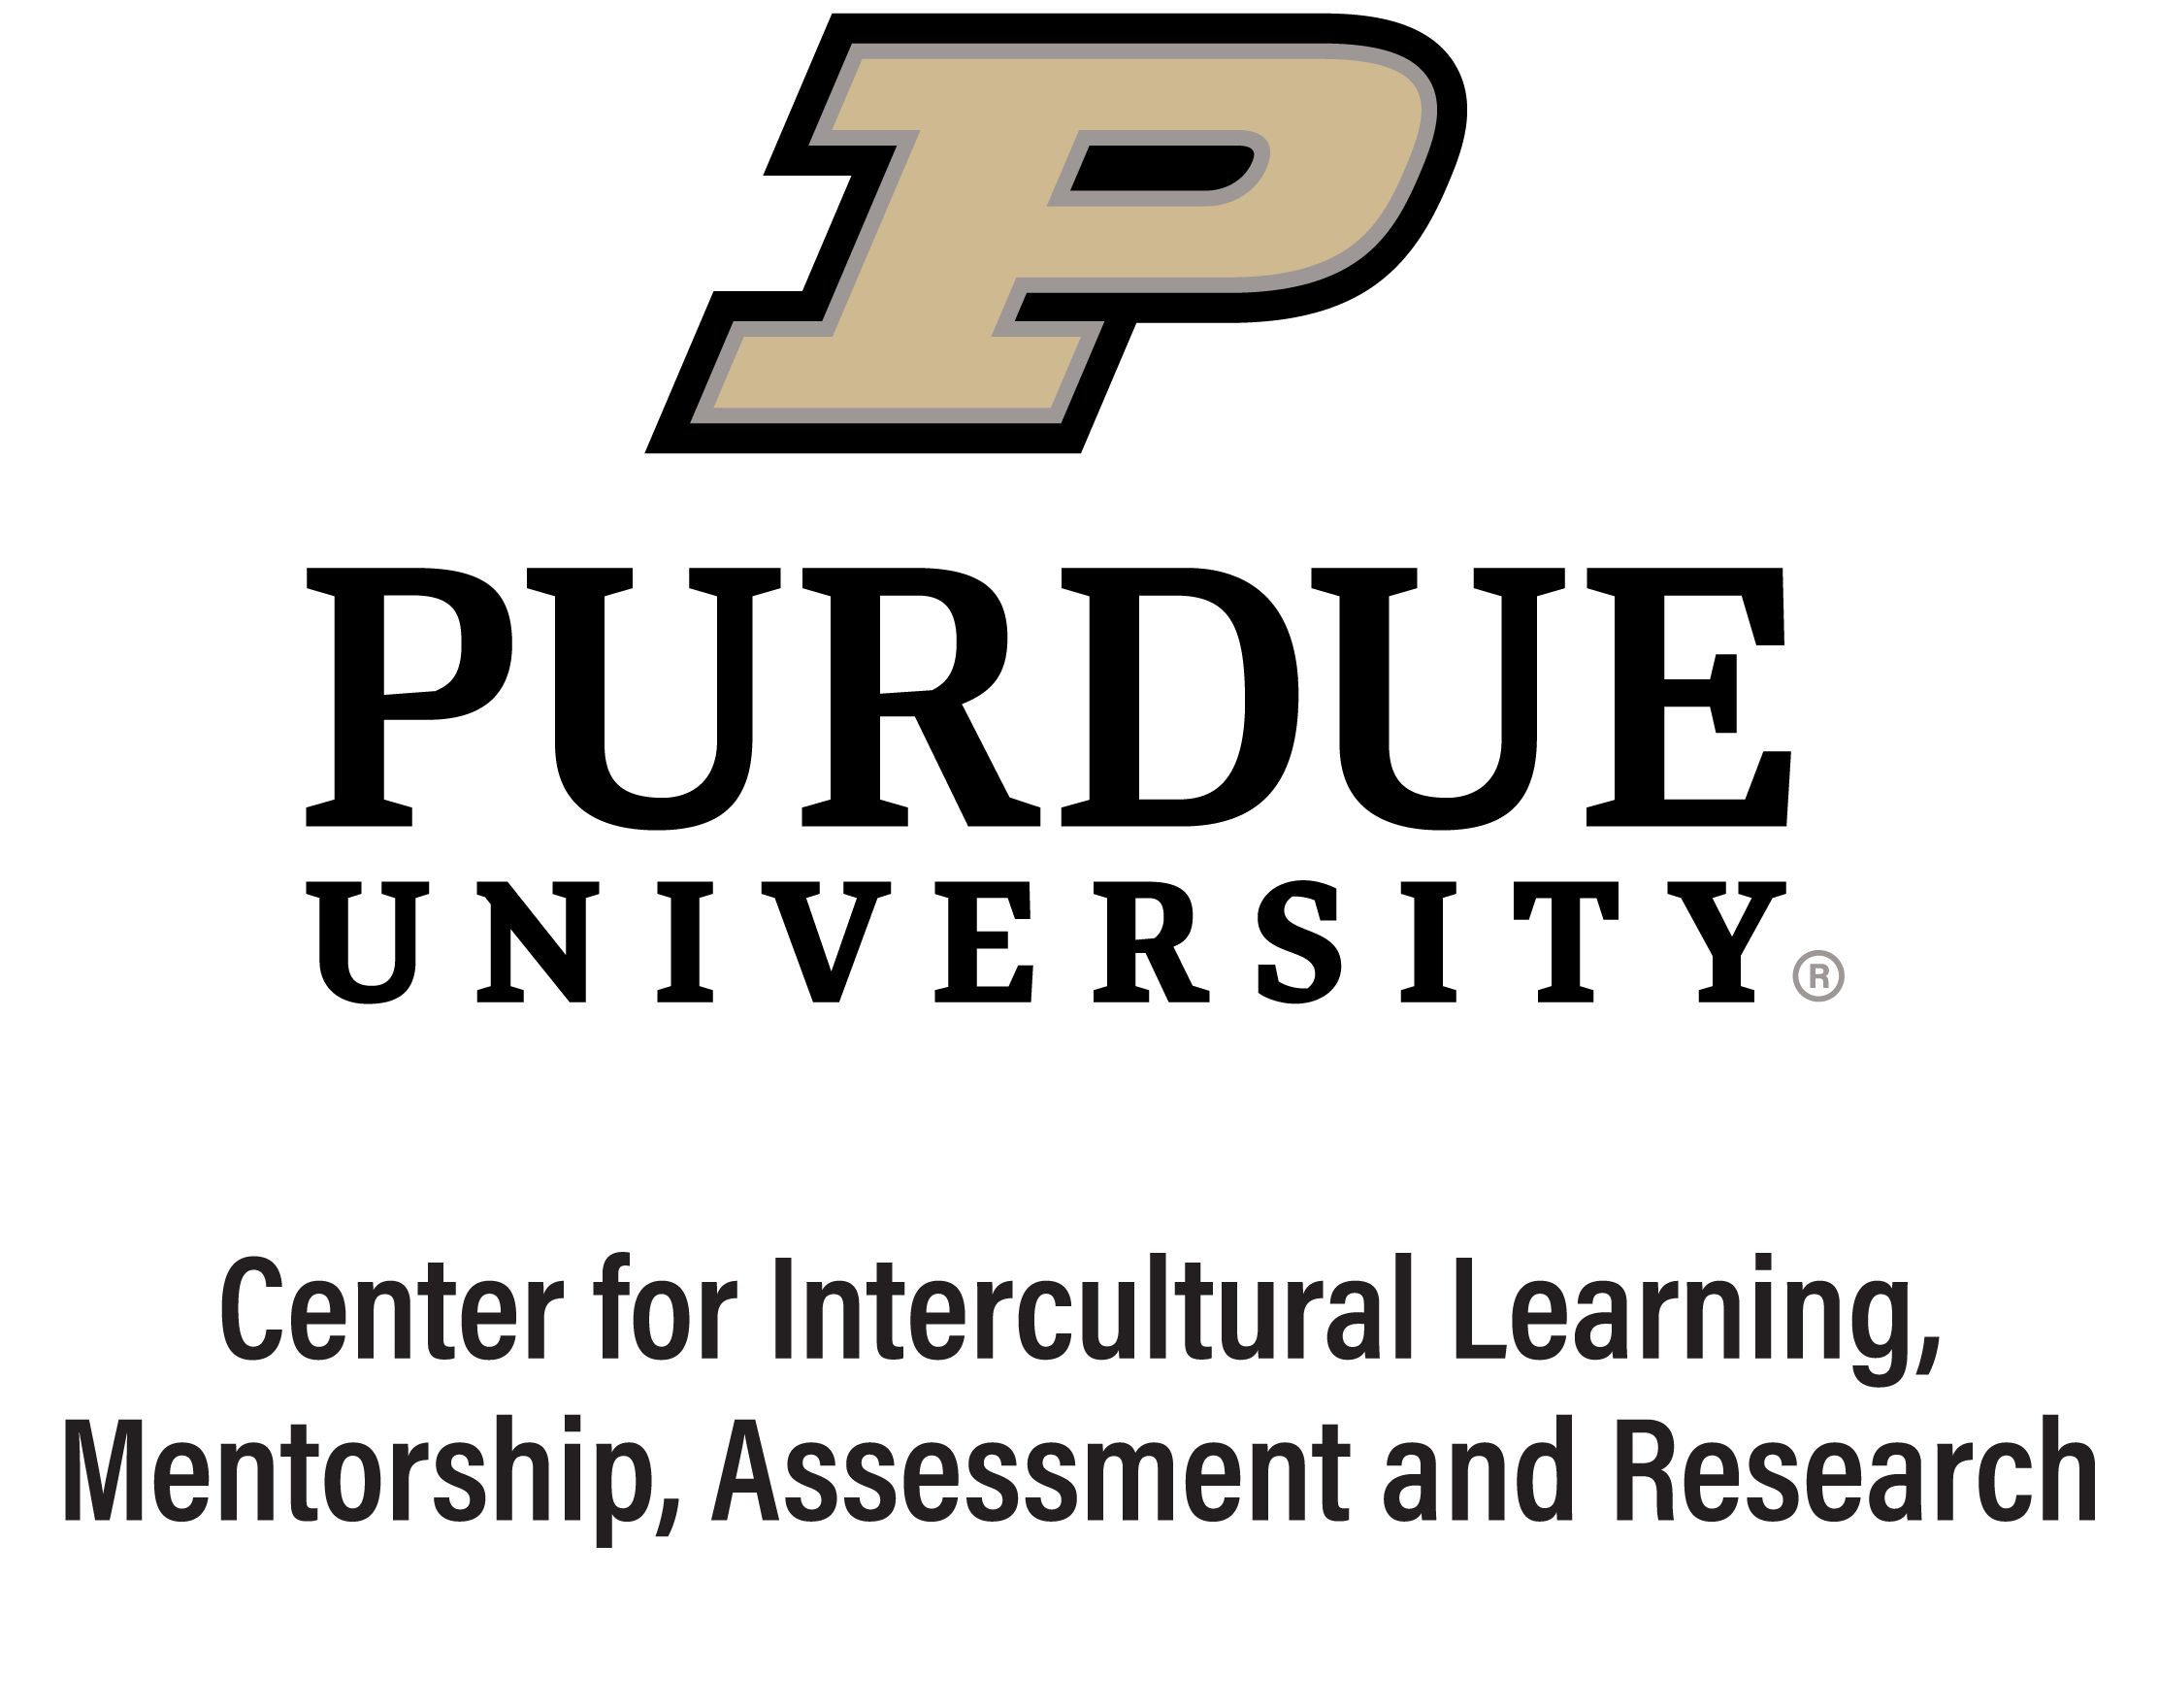 P
PURDUE
UNIVERSITY®
Center for Intercultural Learning,
Mentorship, Assessment and Research